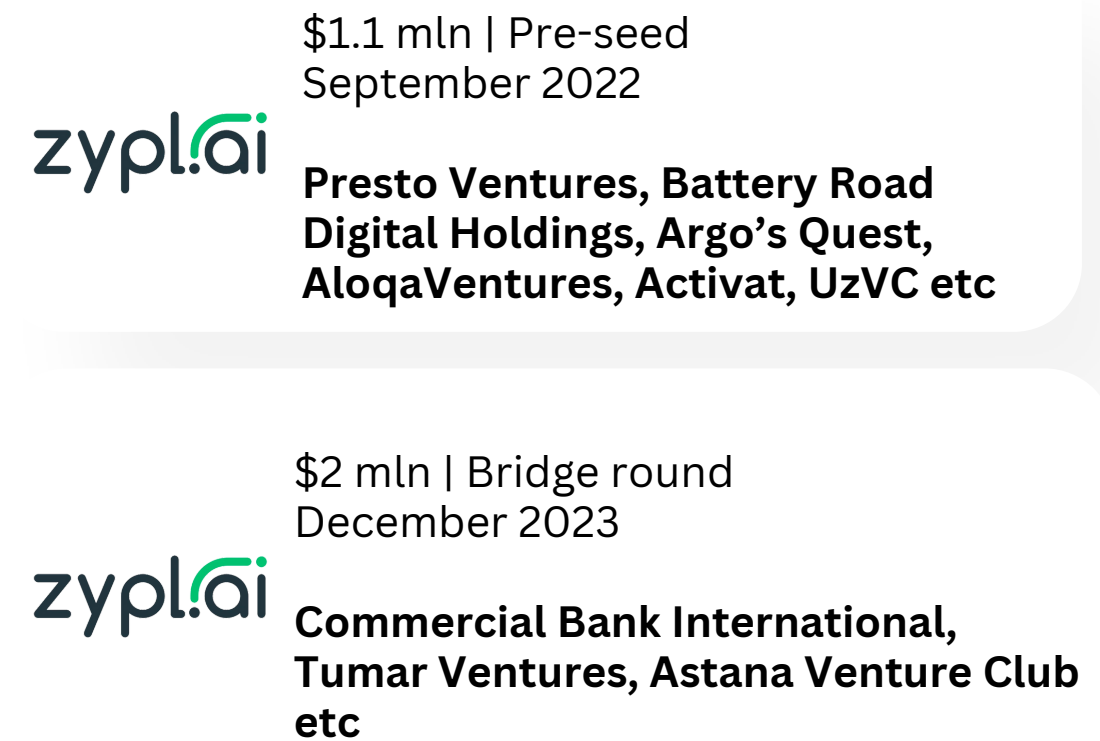 $1.1 mln | Pre-seed
September 2022
zypl.ai
Presto Ventures, Battery Road
Digital Holdings, Argo’s Quest,
AloqaVentures, Activat, UzVC etc
$2 mln | Bridge round
December 2023
zypl.ai
Commercial Bank International,
Tumar Ventures, Astana Venture Club
etc